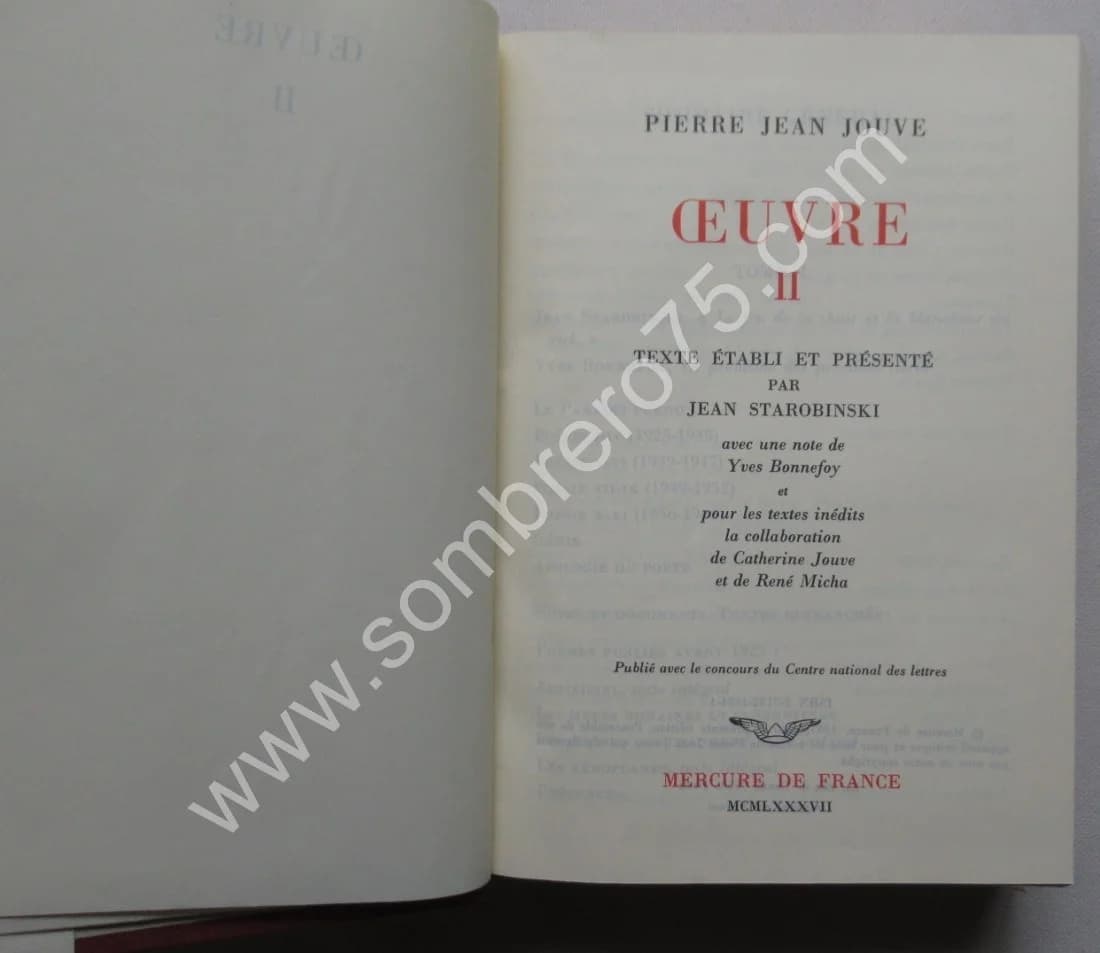 ŒUVRE
II
PIERRE JEAN JOUVE
ŒUVRE
II
TEXTE ÉTABLI ET PRÉSENTÉ
PAR
JEAN STAROBINSKI
avec une note de
Yves Bonnefoy
et
pour les textes inédits
la collaboration
de Catherine Jouve
et de René Micha
Publié avec le concours du Centre national des lettres
MERCURE DE FRANCE
MCMLXXXVII
www.sombrero75.com